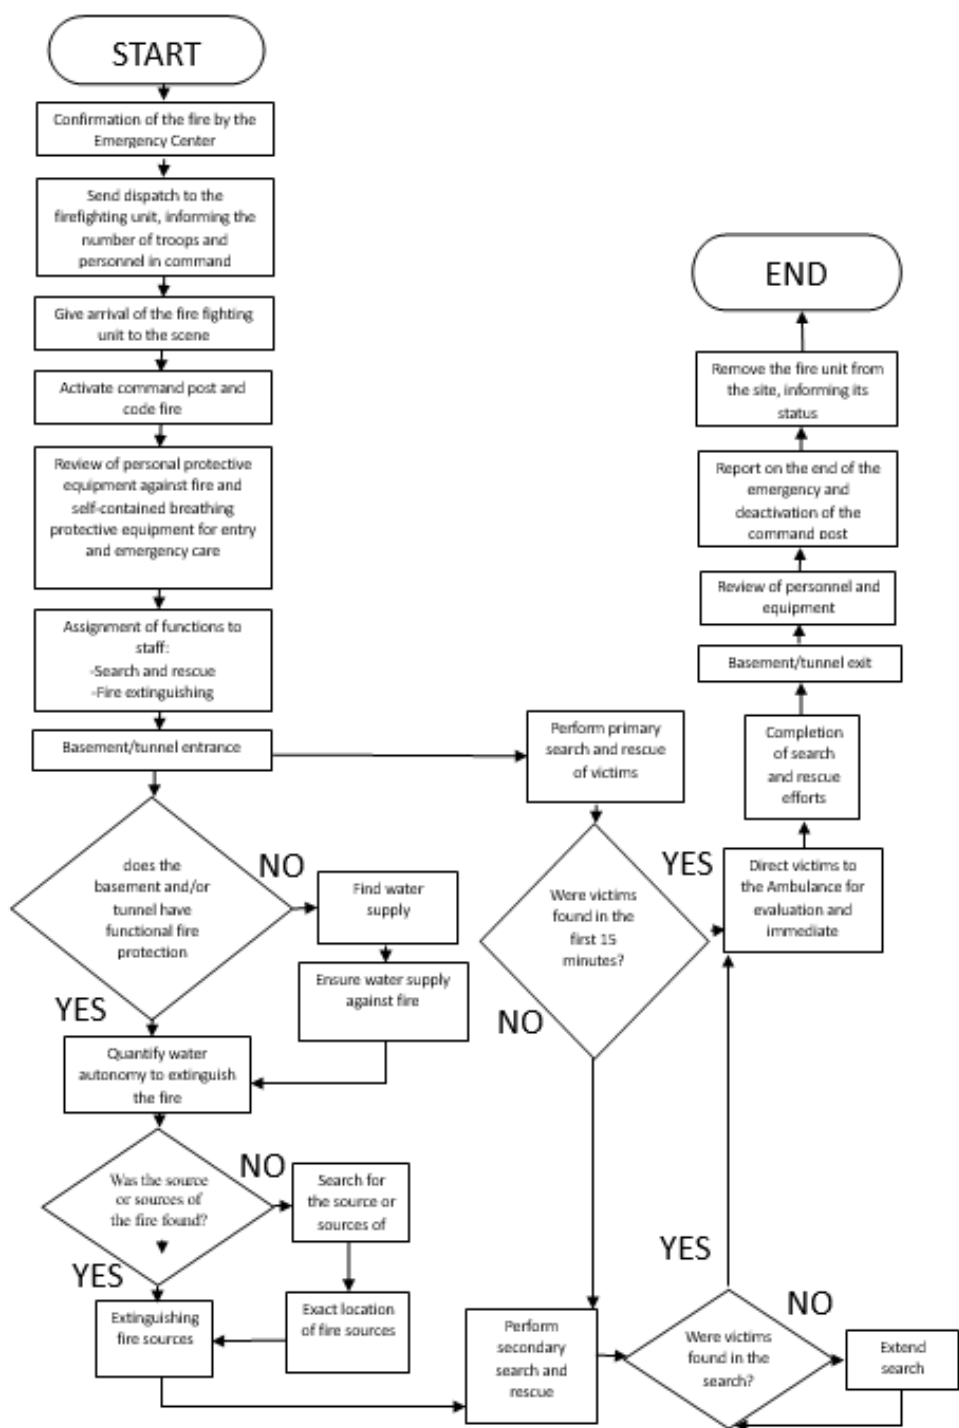 START
Confirmation of the fire by the
Emergency Center
Send dispatch to the
firefighting unit, informing the
number of troops and
personnel in command
Give arrival of the fire fighting
unit to the scene
Activate command post and
code fire
Review of personal protective
equipment against fire and
self-contained breathing
protective equipment for entry
and emergency care
Assignment of functions to
staff:
-Search and rescue
-Fire extinguishing
Basement/tunnel entrance
does the
basement and/or
tunnel have
functional fire
protection
NO
Find water
supply
Ensure water supply
against fire
YES
Quantify water
autonomy to extinguish
the fire
Was the source
or sources of
the fire found?
NO
Search for
the source or
sources of
Exact location
of fire sources
YES
Extinguishing
fire sources
Perform primary
search and rescue
of victims
Were victims
found in the
first 15
minutes?
YES
NO
Perform
secondary
search and
rescue
Were victims
found in the
search?
YES
NO
Extend
search
Direct victims to
the Ambulance for
evaluation and
immediate
Completion
of search
and rescue
efforts
Basement/tunnel exit
Review of personnel and
equipment
Report on the end of the
emergency and
deactivation of the
command post
Remove the fire unit from
the site, informing its
status
END